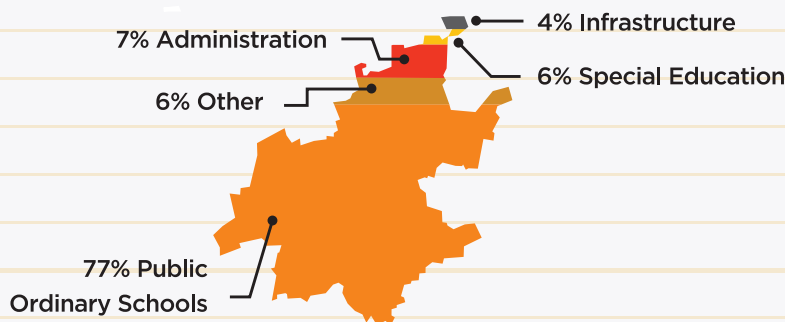 4% Infrastructure
7% Administration
6% Special Education
6% Other
77% Public
Ordinary Schools